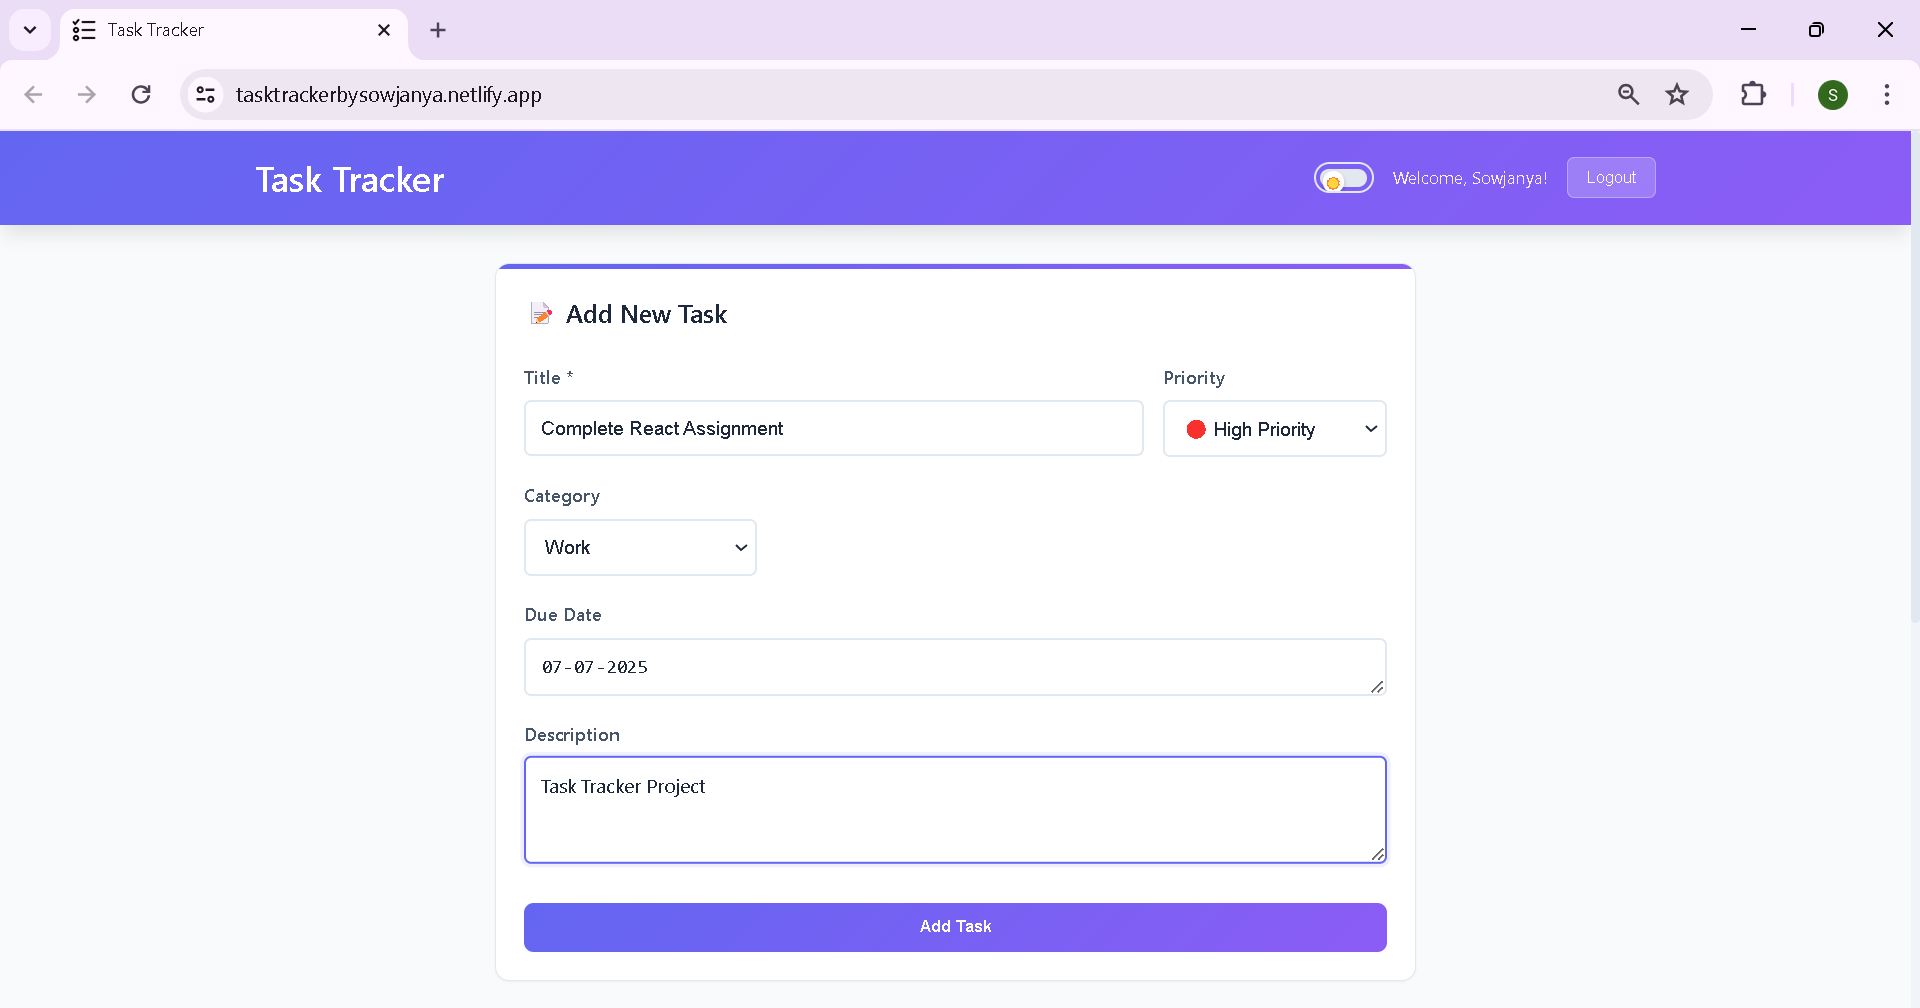 Task Tracker
tasktrackerbysowjanya.netlify.app
S
Task Tracker
Welcome, Sowjanya!
Logout
Add New Task
Title *
Priority
Complete React Assignment
High Priority
Category
Work
Due Date
07-07-2025
Description
Task Tracker Project
Add Task